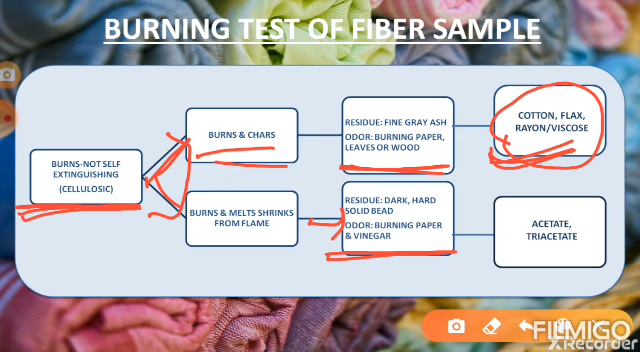 BURNING TEST OF FIBER SAMPLE
BURNS-NOT SELF
EXTINGUISHING
(CELLULOSIC)
BURNS & CHARS
RESIDUE: FINE GRAY ASH
ODOR: BURNING PAPER,
LEAVES OR WOOD
COTTON, FLAX,
RAYON/VISCOSE
BURNS & MELTS SHRINKS
FROM FLAME
RESIDUE: DARK, HARD
SOLID BEAD
ODOR: BURNING PAPER
& VINEGAR
ACETATE,
TRIACETATE
FILMIGO
Recorder